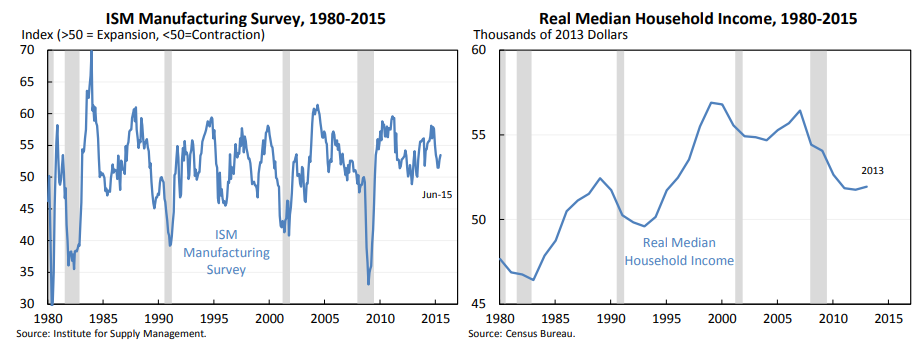 ISM Manufacturing Survey, 1980-2015
Index (>50 = Expansion, <50=Contraction)
70
65
60
55
50
45
40
35
30
Jun-15
ISM
Manufacturing
Survey
1980 1985 1990 1995 2000 2005 2010 2015
Source: Institute for Supply Management.
Real Median Household Income, 1980-2015
Thousands of 2013 Dollars
60
55
50
45
2013
Real Median
Household Income
1980 1985 1990 1995 2000 2005 2010 2015
Source: Census Bureau.